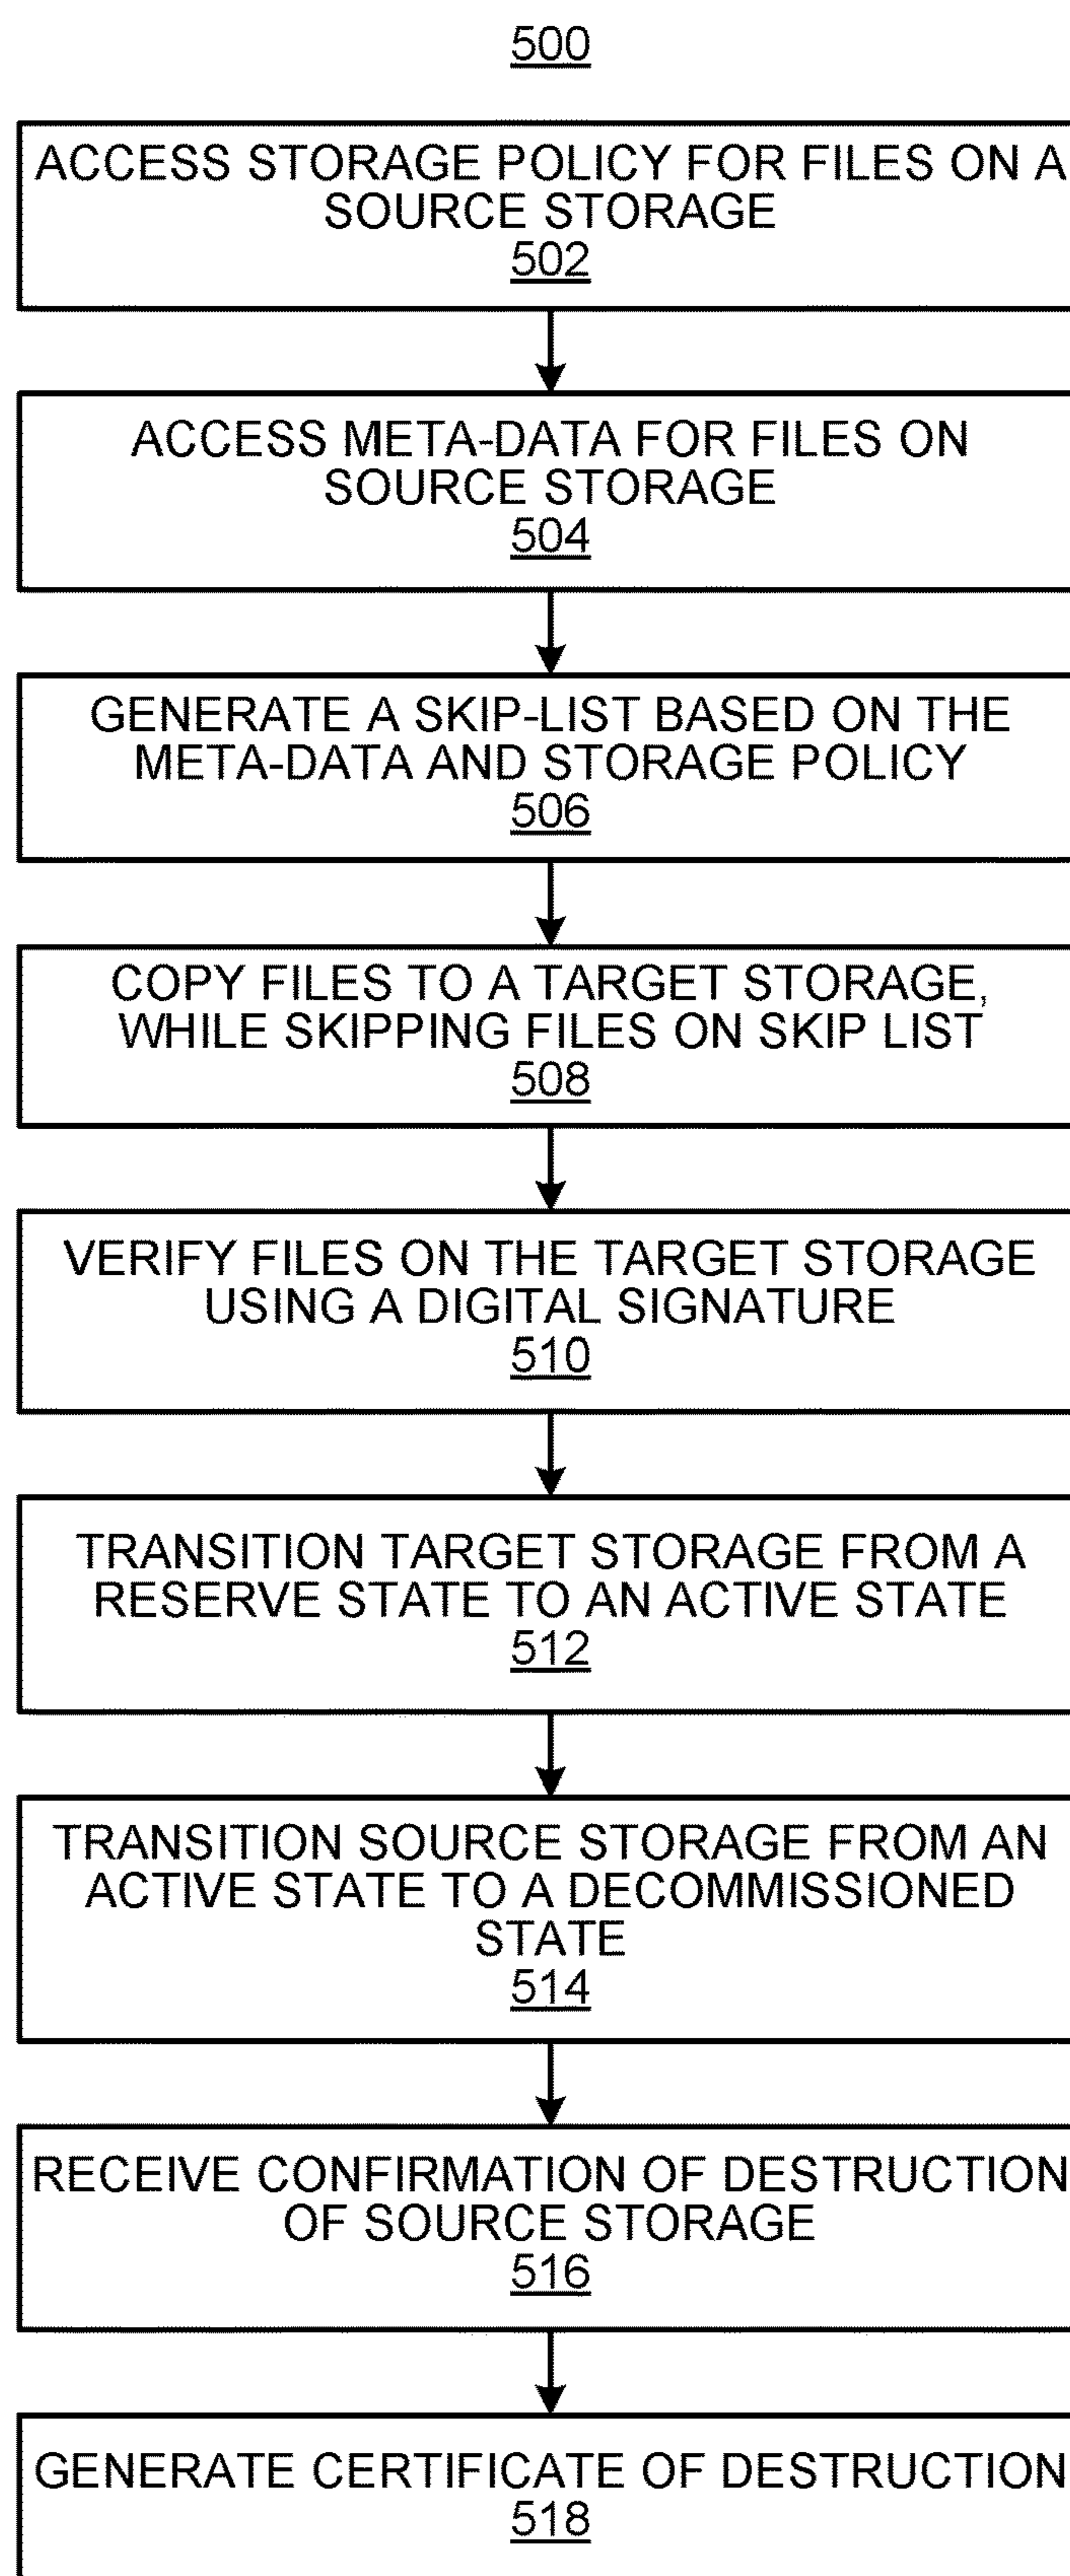 500
ACCESS STORAGE POLICY FOR FILES ON A
SOURCE STORAGE
502
ACCESS META-DATA FOR FILES ON
SOURCE STORAGE
504
GENERATE A SKIP-LIST BASED ON THE
META-DATA AND STORAGE POLICY
506
COPY FILES TO A TARGET STORAGE,
WHILE SKIPPING FILES ON SKIP LIST
508
VERIFY FILES ON THE TARGET STORAGE
USING A DIGITAL SIGNATURE
510
TRANSITION TARGET STORAGE FROM A
RESERVE STATE TO AN ACTIVE STATE
512
TRANSITION SOURCE STORAGE FROM AN
ACTIVE STATE TO A DECOMMISSIONED
STATE
514
RECEIVE CONFIRMATION OF DESTRUCTION
OF SOURCE STORAGE
516
GENERATE CERTIFICATE OF DESTRUCTION
518